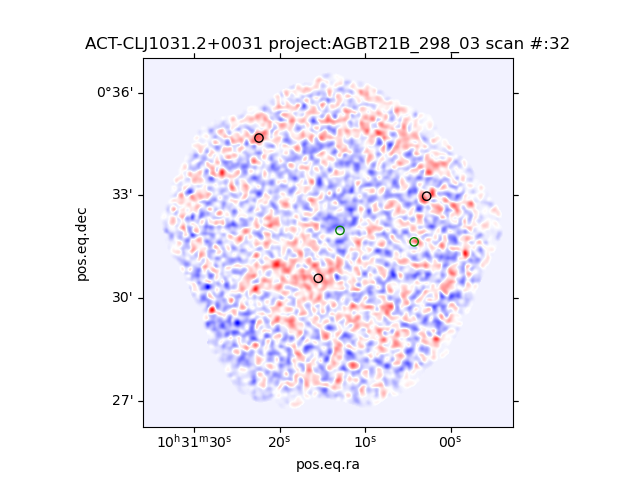 ACT-CLJ1031.2+0031 project:AGBT21B_298_03 scan #:32
0°36'
33'
30'
27'
pos.eq.dec
10ʰ31ᵐ30ˢ 20ˢ 10ˢ 00ˢ
pos.eq.ra